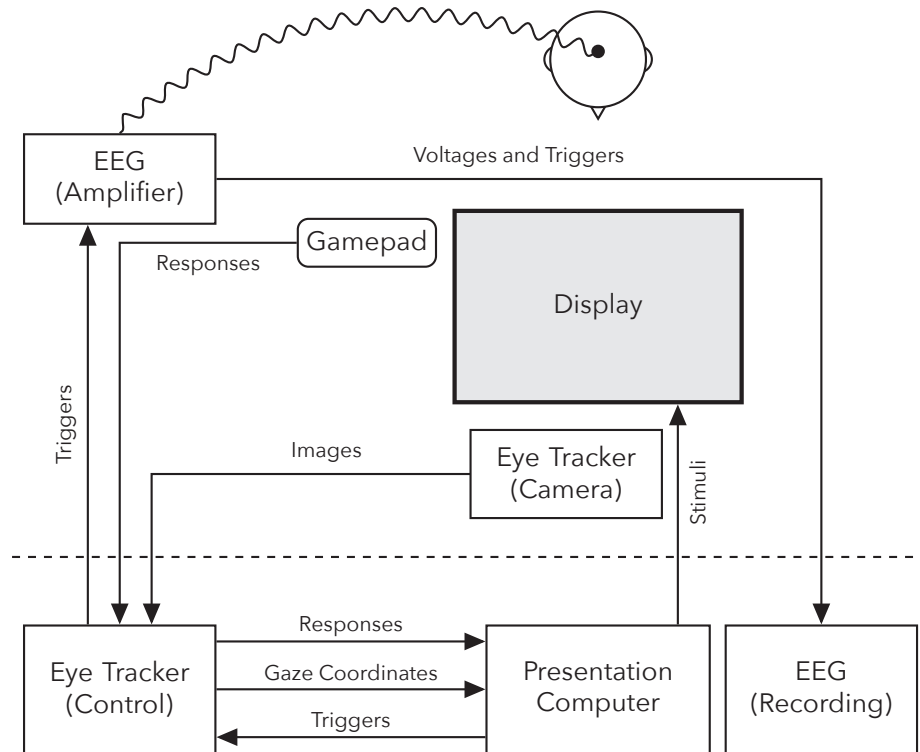 EEG
(Amplifier)
Voltages and Triggers
Gamepad
Responses
Display
Triggers
Images
Eye Tracker
(Camera)
Stimuli
Eye Tracker
(Control)
Responses
Gaze Coordinates
Triggers
Presentation
Computer
EEG
(Recording)